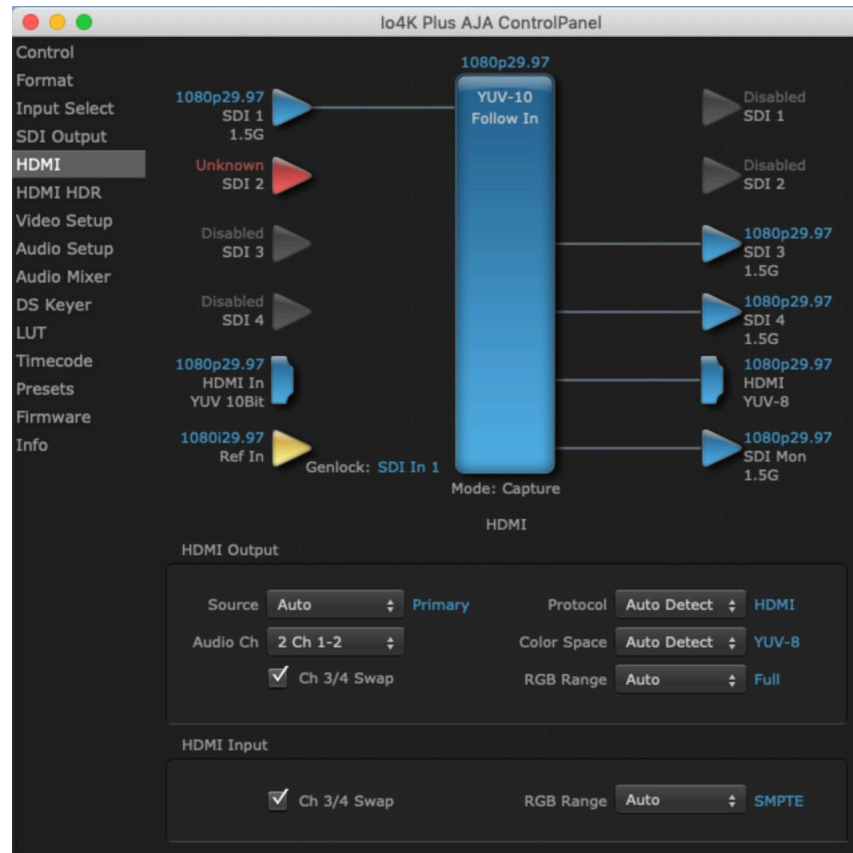 Io4K Plus AJA ControlPanel
Control
Format
Input Select
SDI Output
HDMI
HDMI HDR
Video Setup
Audio Setup
Audio Mixer
DS Keyer
LUT
Timecode
Presets
Firmware
Info
1080p29.97
SDI 1
1.5G
Unknown
SDI 2
Disabled
SDI 3
Disabled
SDI 4
1080p29.97
HDMI In
YUV 10Bit
1080i29.97
Ref In
Genlock: SDI In 1
1080p29.97
YUV-10
Follow In
Mode: Capture
Disabled
SDI 1
Disabled
SDI 2
1080p29.97
SDI 3
1.5G
1080p29.97
SDI 4
1.5G
1080p29.97
HDMI
YUV-8
1080p29.97
SDI Mon
1.5G
HDMI
HDMI Output
Source Auto Primary Protocol Auto Detect HDMI
Audio Ch 2 Ch 1-2 Color Space Auto Detect YUV-8
Ch 3/4 Swap RGB Range Auto Full
HDMI Input
Ch 3/4 Swap RGB Range Auto SMPTE